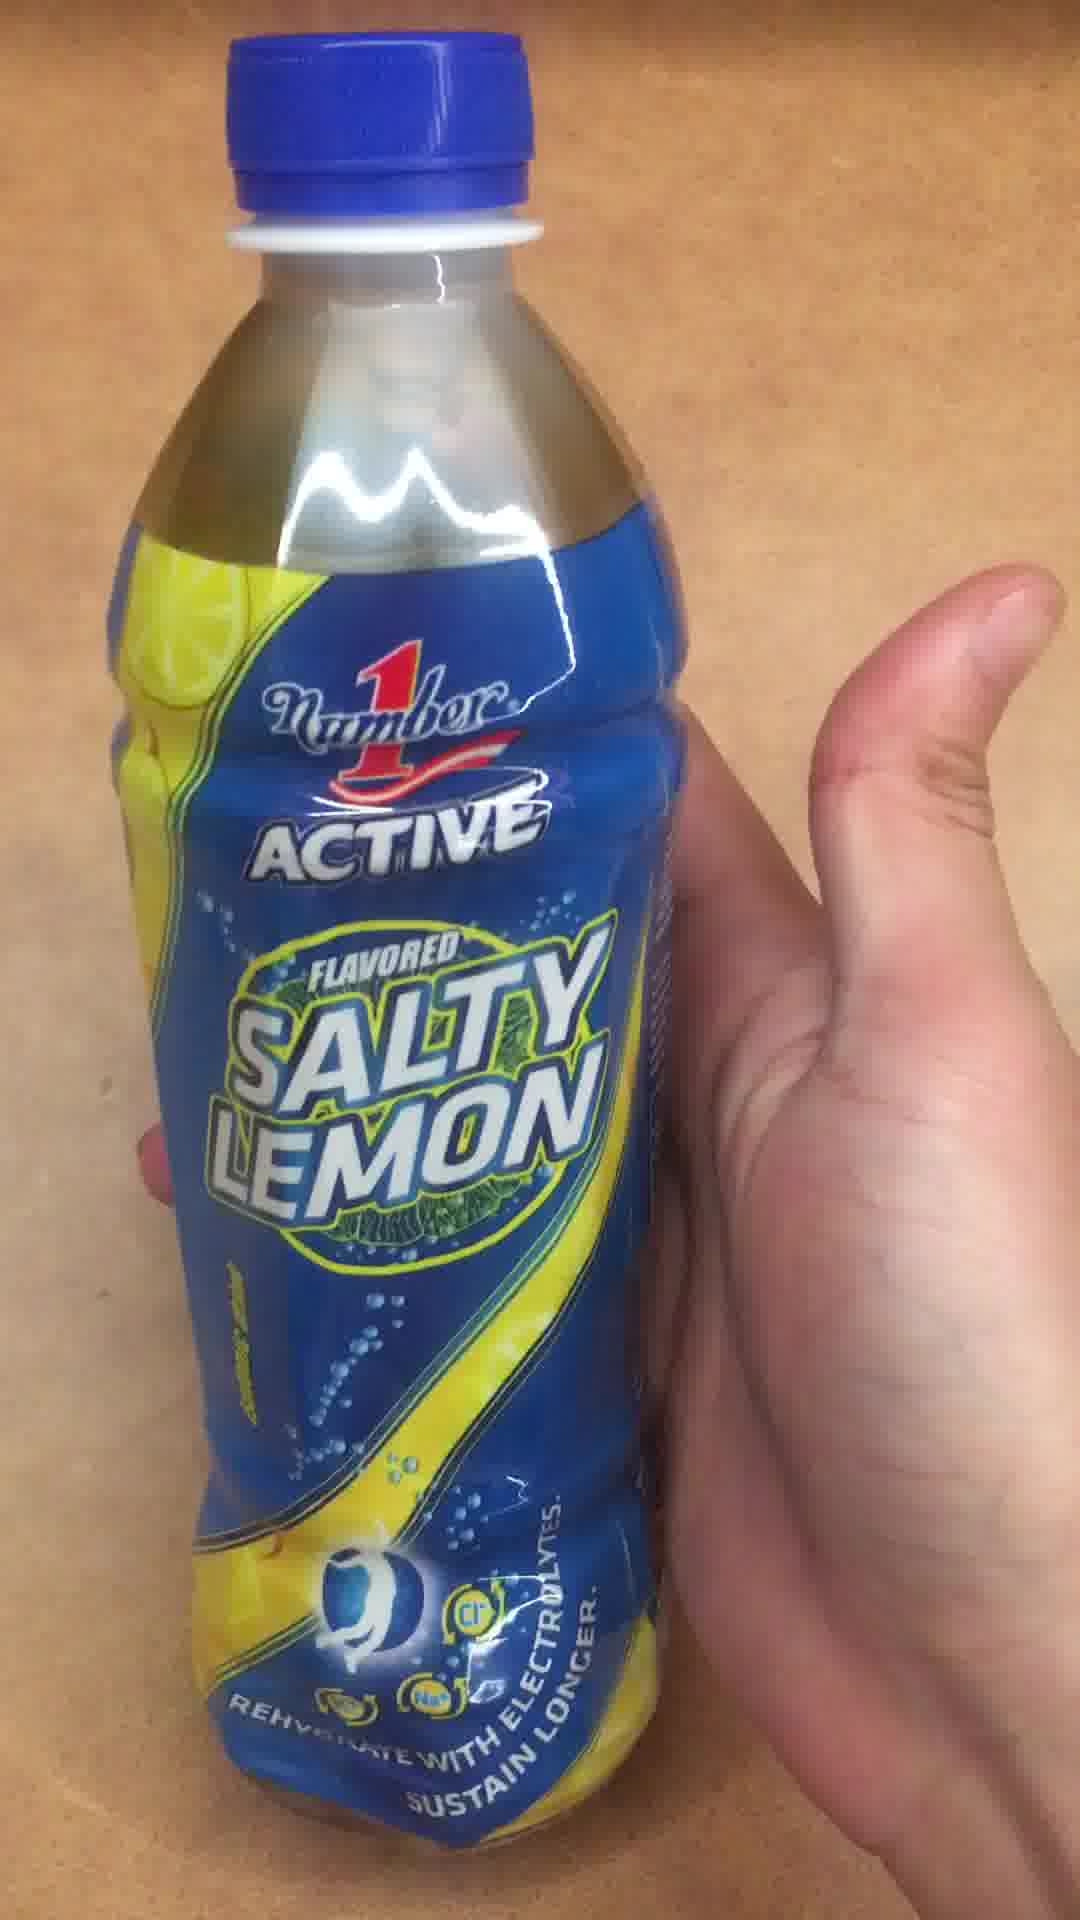 Number 1
ACTIVE
FLAVORED
SALTY
LEMON
Cl-
Na+
REHYDRATE WITH ELECTROLYTES.
SUSTAIN LONGER.